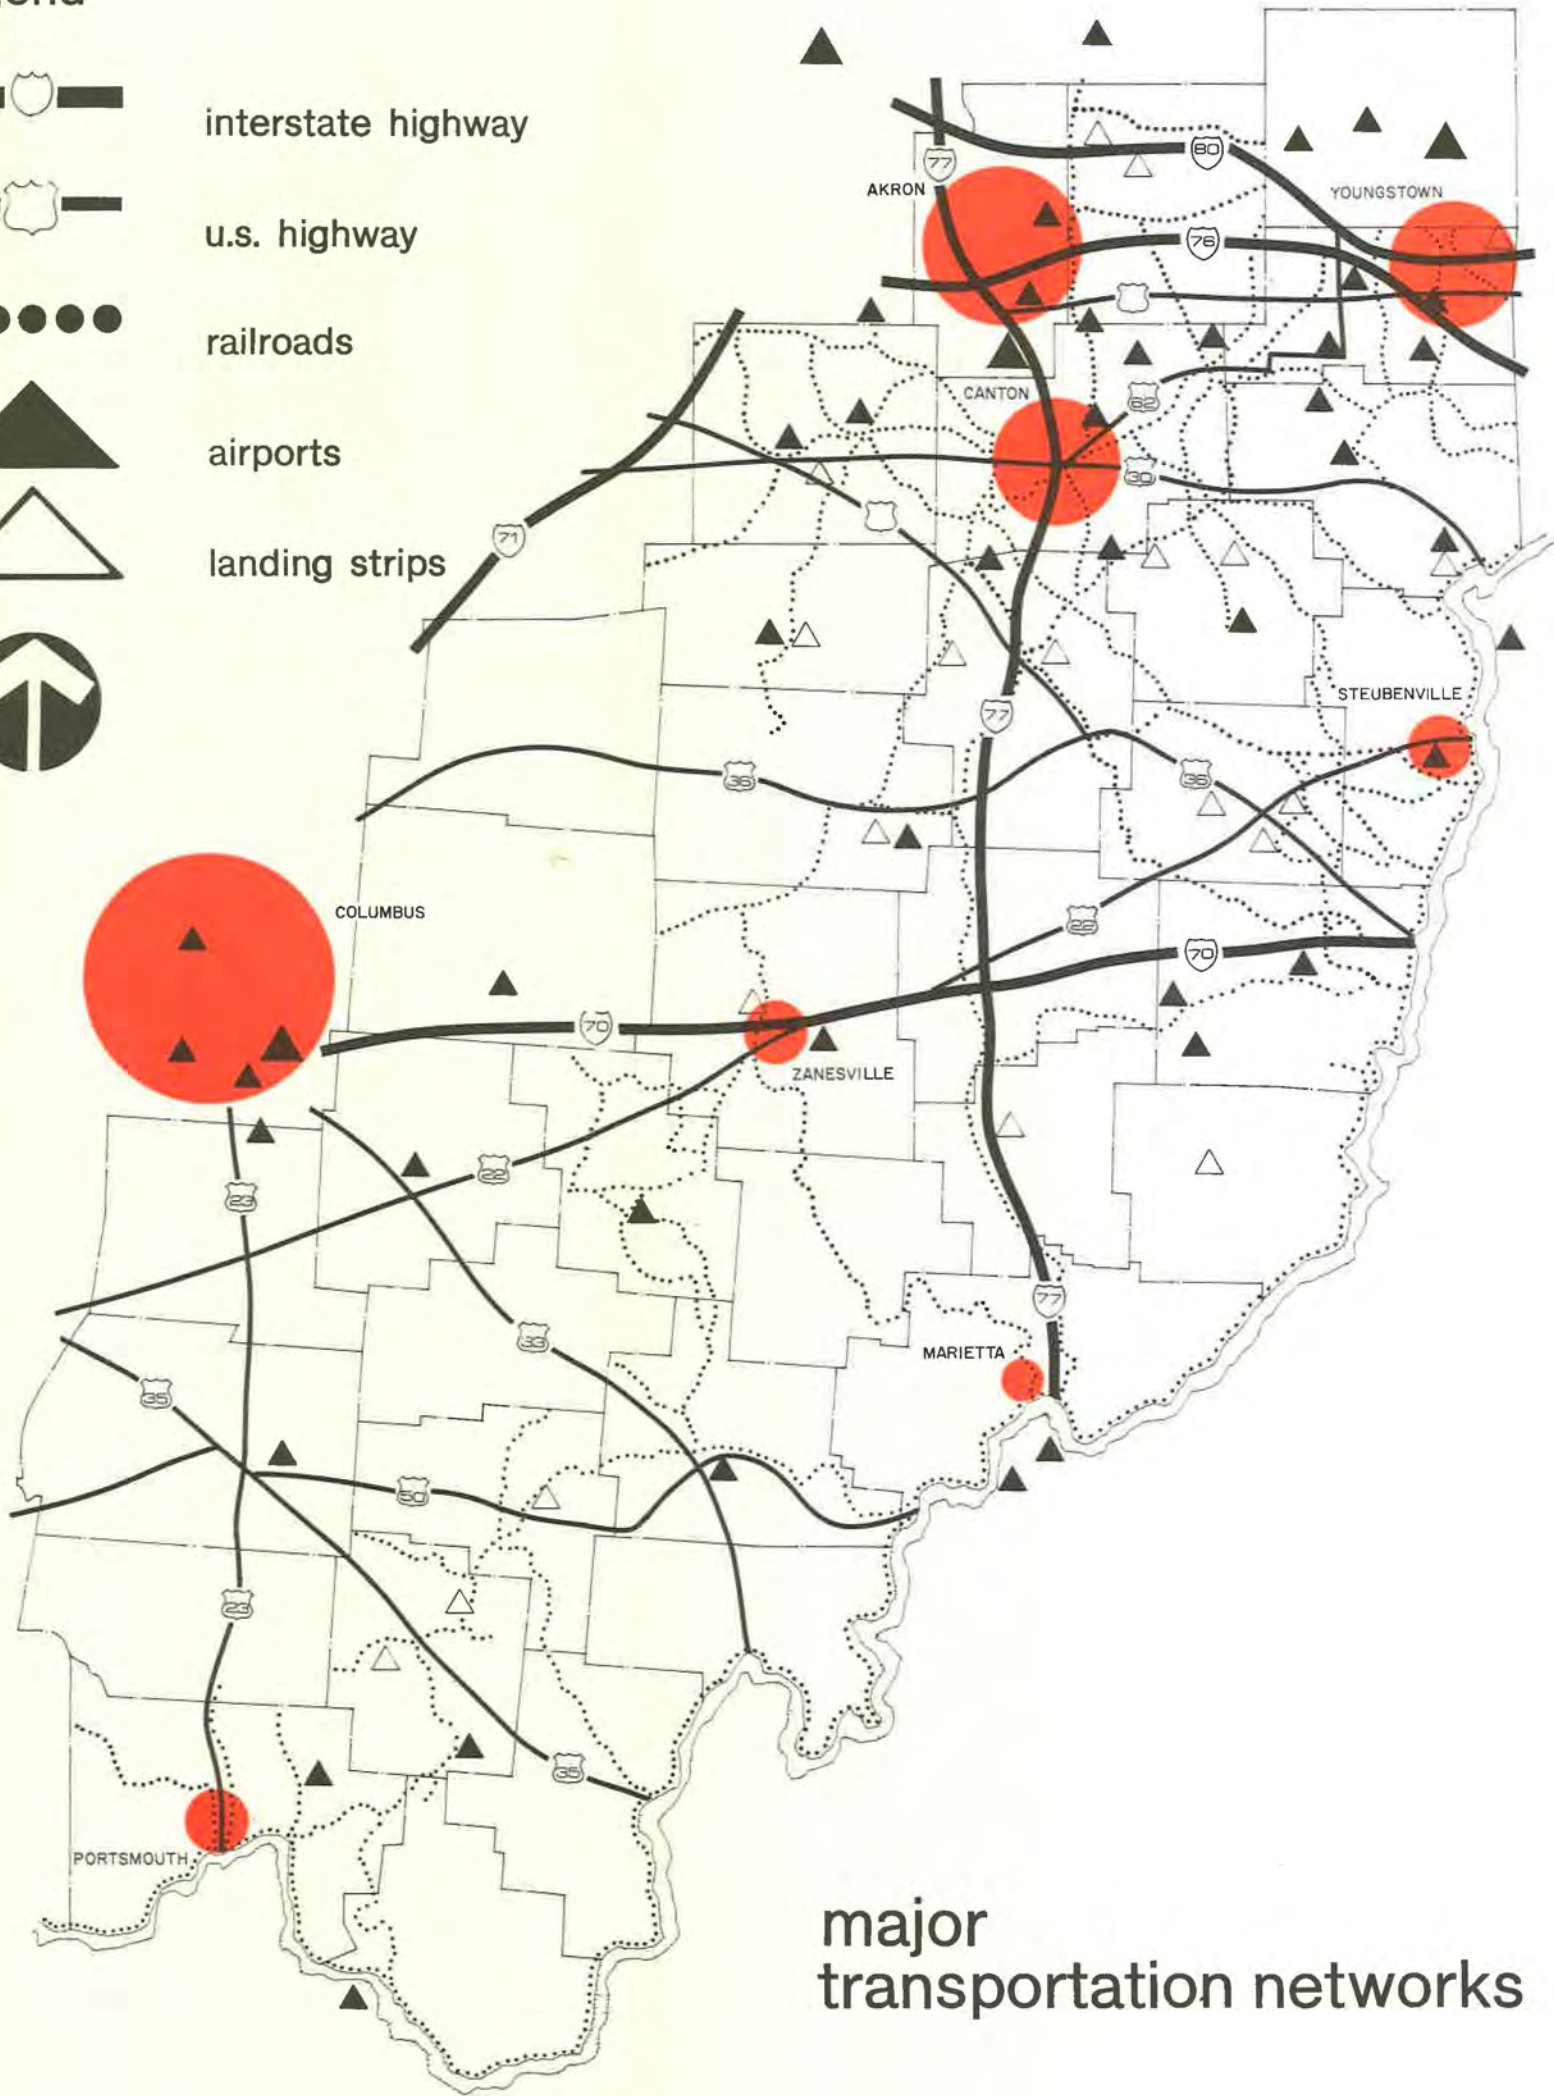 interstate highway
u.s. highway
railroads
airports
landing strips
80
77
AKRON
YOUNGSTOWN
76
CANTON
62
30
71
STEUBENVILLE
77
36
36
COLUMBUS
22
70
70
ZANESVILLE
22
23
77
33
MARIETTA
35
50
23
35
PORTSMOUTH
major
transportation networks